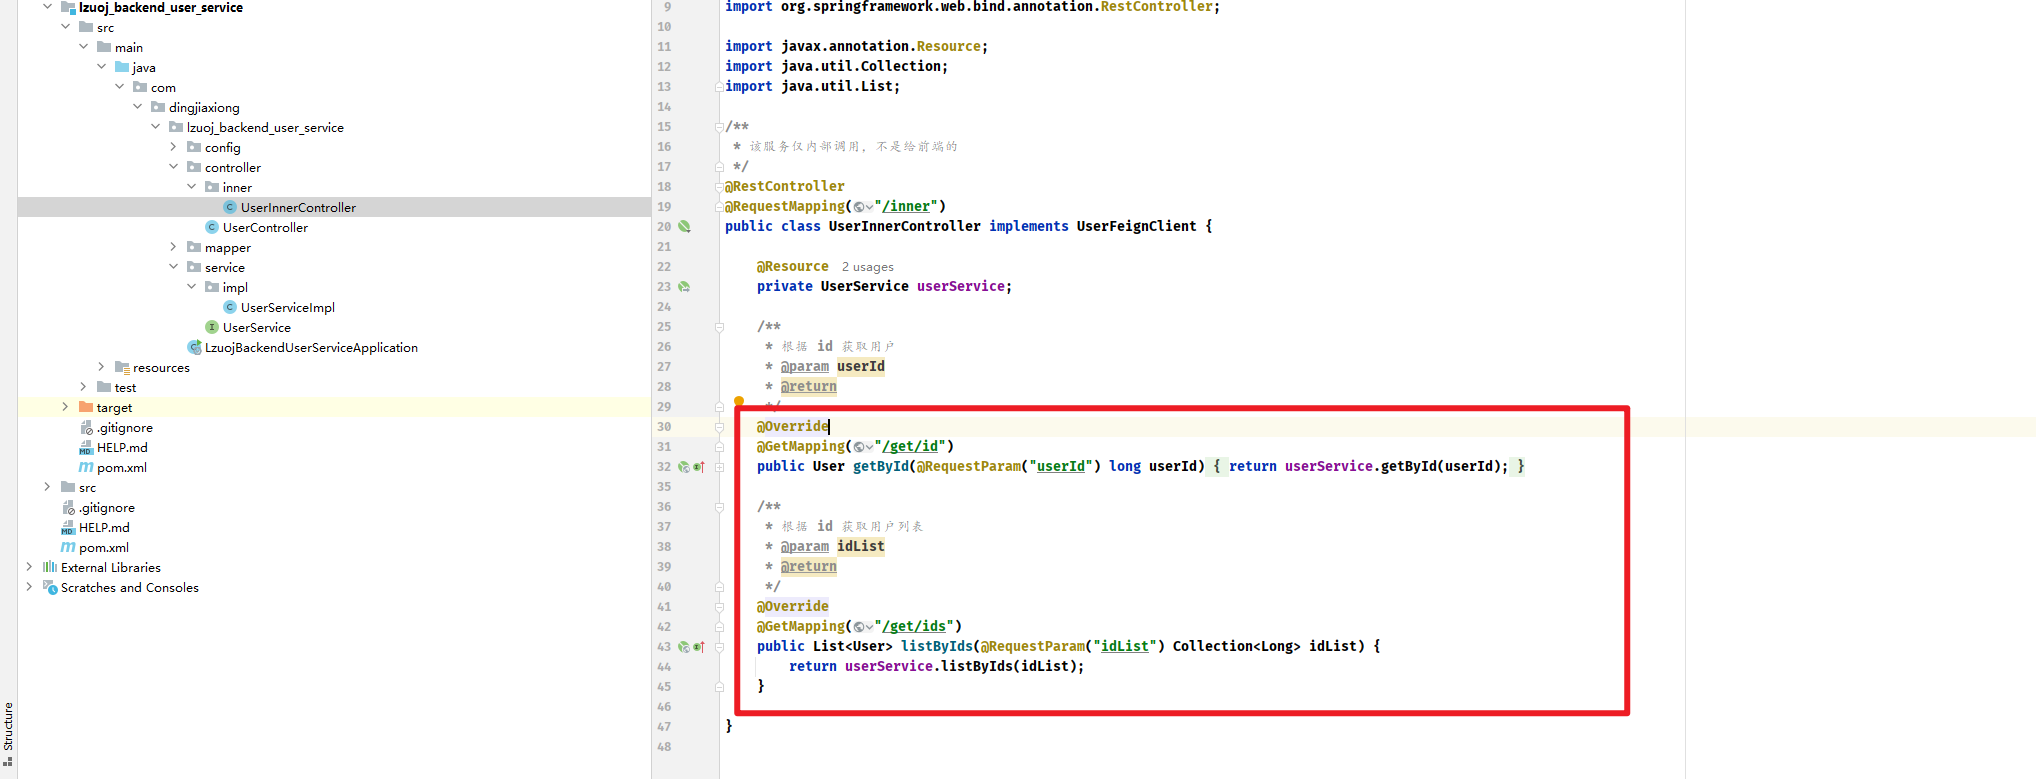 lzuoj_backend_user_service
src
main
java
com
dingjiaxiong
lzuoj_backend_user_service
config
controller
inner
UserInnerController
UserController
mapper
service
impl
UserServiceImpl
UserService
LzuojBackendUserServiceApplication
resources
test
target
.gitignore
HELP.md
pom.xml
src
.gitignore
HELP.md
pom.xml
External Libraries
Scratches and Consoles
Structure
9 import org.springframework.web.bind.annotation.RestController;
10
11 import javax.annotation.Resource;
12 import java.util.Collection;
13 import java.util.List;
14
15 /**
16 * 该服务仅内部调用，不是给前端的
17 */
18 @RestController
19 @RequestMapping("/inner")
20 public class UserInnerController implements UserFeignClient {
21
22 @Resource 2 usages
23 private UserService userService;
24
25 /**
26 * 根据 id 获取用户
27 * @param userId
28 * @return
29 */
30 @Override
31 @GetMapping("/get/id")
32 public User getById(@RequestParam("userId") long userId) { return userService.getById(userId); }
35
36 /**
37 * 根据 id 获取用户列表
38 * @param idList
39 * @return
40 */
41 @Override
42 @GetMapping("/get/ids")
43 public List<User> listByIds(@RequestParam("idList") Collection<Long> idList) {
44 return userService.listByIds(idList);
45 }
46
47 }
48